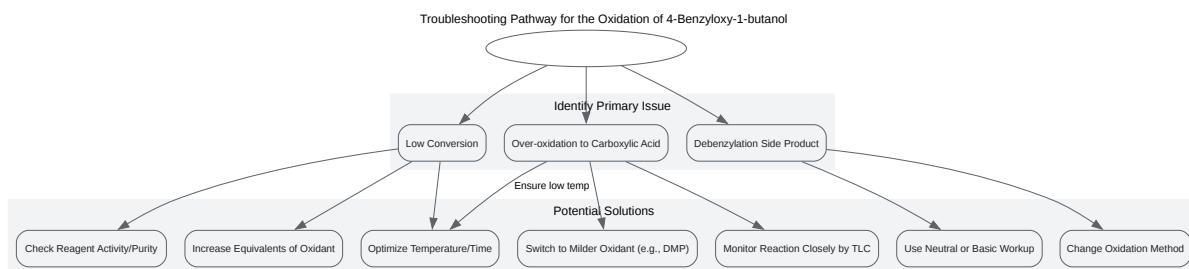 Troubleshooting Pathway for the Oxidation of 4-Benzyloxy-1-butanol
Identify Primary Issue
Low Conversion
Over-oxidation to Carboxylic Acid
Debenzylation Side Product
Ensure low temp
Potential Solutions
Check Reagent Activity/Purity
Increase Equivalents of Oxidant
Optimize Temperature/Time
Switch to Milder Oxidant (e.g., DMP)
Monitor Reaction Closely by TLC
Use Neutral or Basic Workup
Change Oxidation Method